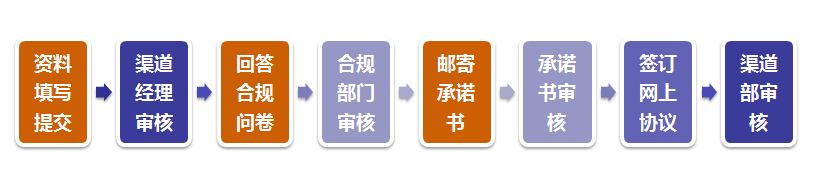 资料
填写
提交
渠道
经理
审核
回答
合规
问卷
合规
部门
审核
邮寄
承诺
书
承诺
书审
核
签订
网上
协议
渠道
部审
核